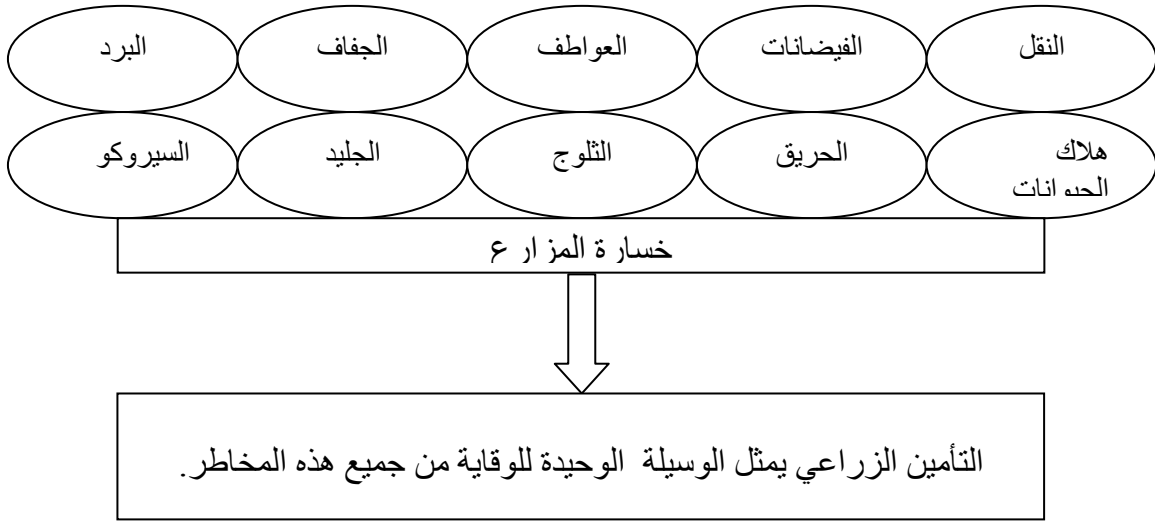 النقل
الفيضانات
العواطف
الجفاف
البرد
هلاك
الحيوانات
الحريق
الثلوج
الجليد
السيروكو
خسارة المزارع
التأمين الزراعي يمثل الوسيلة الوحيدة للوقاية من جميع هذه المخاطر.